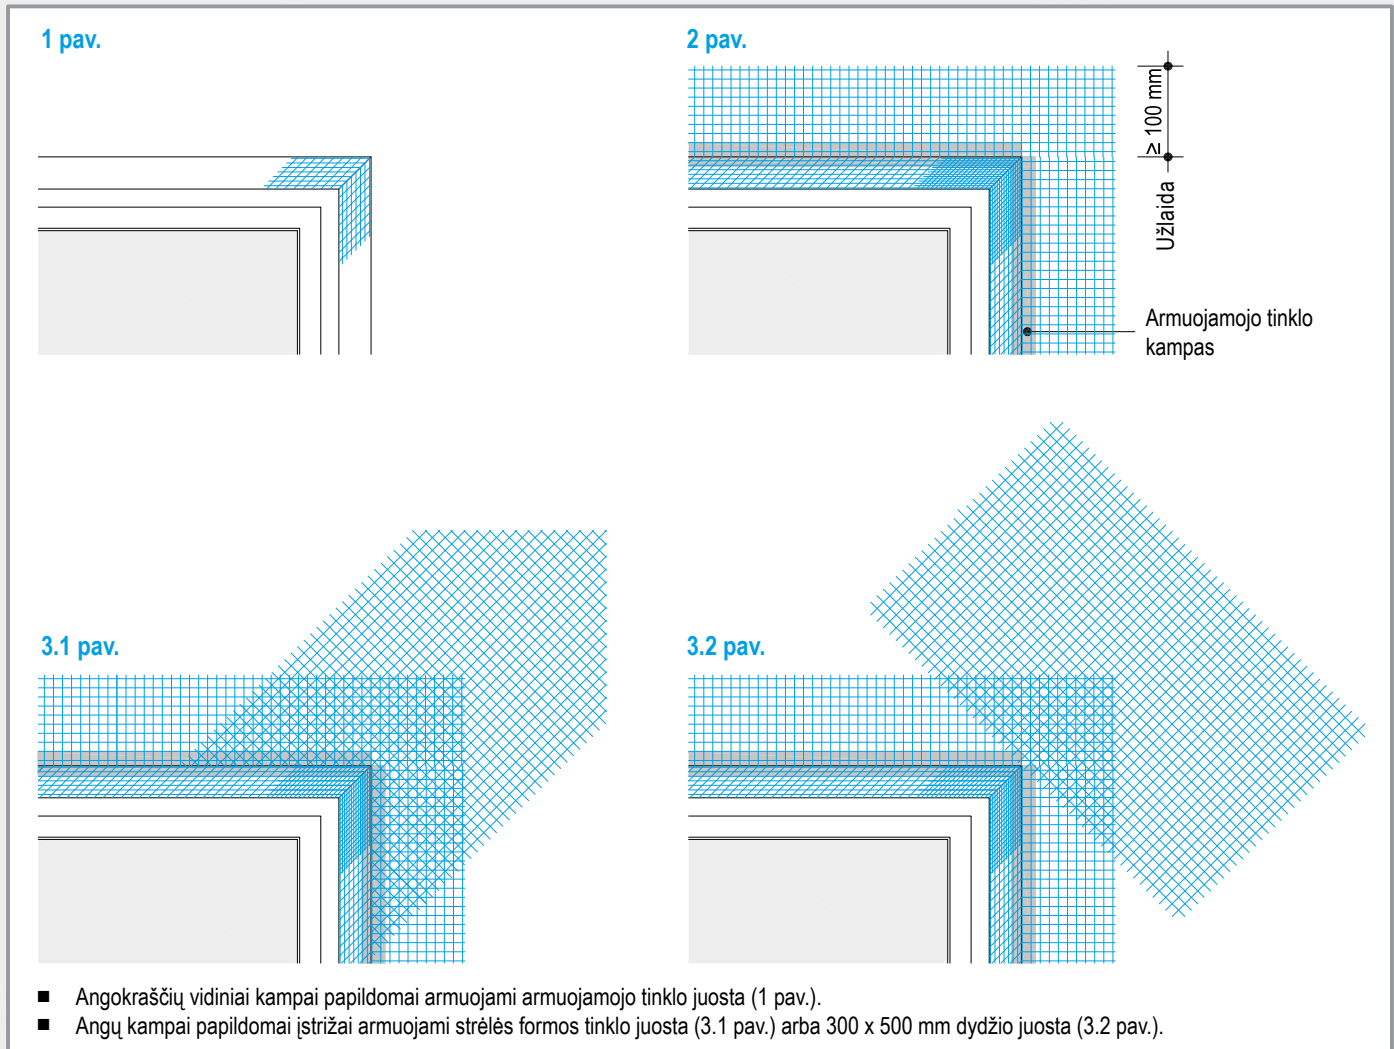 1 pav.
2 pav.
≥ 100 mm
Užlaida
Armuojamojo tinklo
kampas
3.1 pav.
3.2 pav.
■ Angokraščių vidiniai kampai papildomai armuojami armuojamojo tinklo juosta (1 pav.).
■ Angų kampai papildomai įstrižai armuojami strėlės formos tinklo juosta (3.1 pav.) arba 300 x 500 mm dydžio juosta (3.2 pav.).